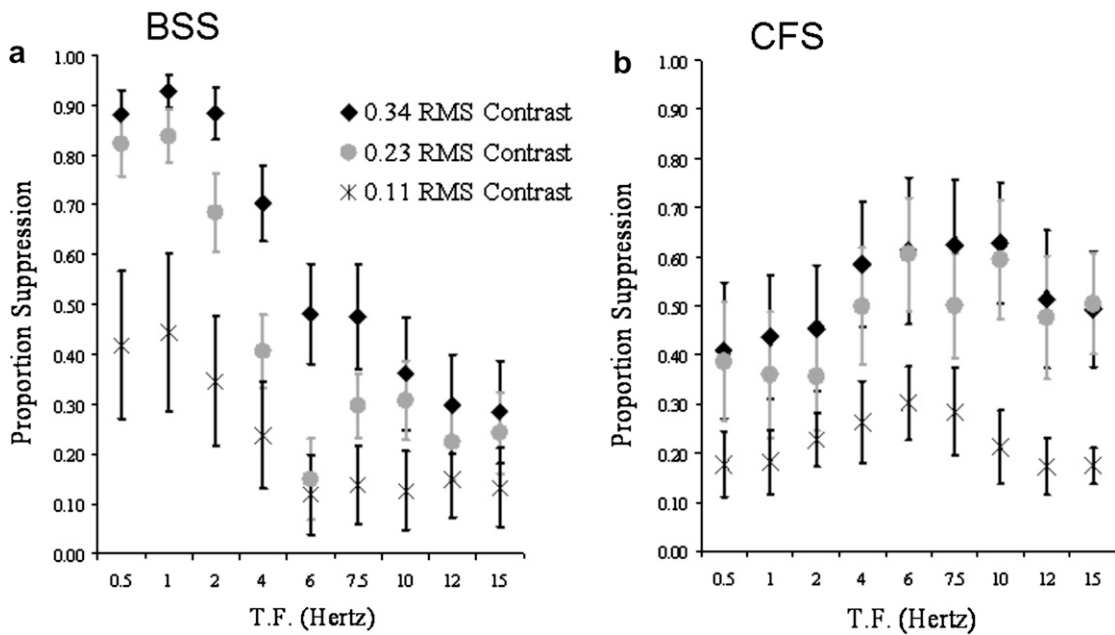 BSS
a
1.00
0.90
0.80
0.70
0.60
0.50
0.40
0.30
0.20
0.10
0.00
Proportion Suppression
0.34 RMS Contrast
0.23 RMS Contrast
0.11 RMS Contrast
0.5 1 2 4 6 7.5 10 12 15
T.F. (Hertz)
CFS
b
1.00
0.90
0.80
0.70
0.60
0.50
0.40
0.30
0.20
0.10
0.00
Proportion Suppression
0.5 1 2 4 6 7.5 10 12 15
T.F. (Hertz)